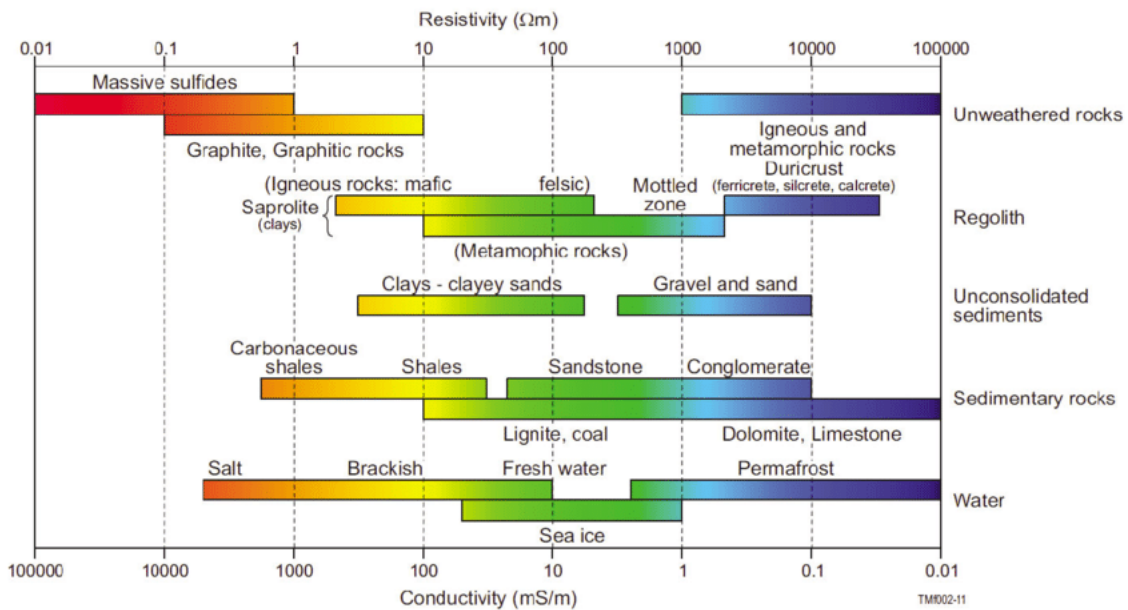 Resistivity (Ωm)
0.01 0.1 1 10 100 1000 10000 100000
Massive sulfides
Unweathered rocks
Graphite, Graphitic rocks
Igneous and
metamorphic rocks
Duricrust
(ferricrete, silcrete, calcrete)
(Igneous rocks: mafic felsic)
Mottled
zone
Saprolite
(clays)
Regolith
(Metamophic rocks)
Clays - clayey sands
Gravel and sand
Unconsolidated
sediments
Carbonaceous
shales
Shales
Sandstone
Conglomerate
Sedimentary rocks
Lignite, coal
Dolomite, Limestone
Salt
Brackish
Fresh water
Permafrost
Water
Sea ice
100000 10000 1000 100 10 1 0.1 0.01
Conductivity (mS/m)
TMf002-11